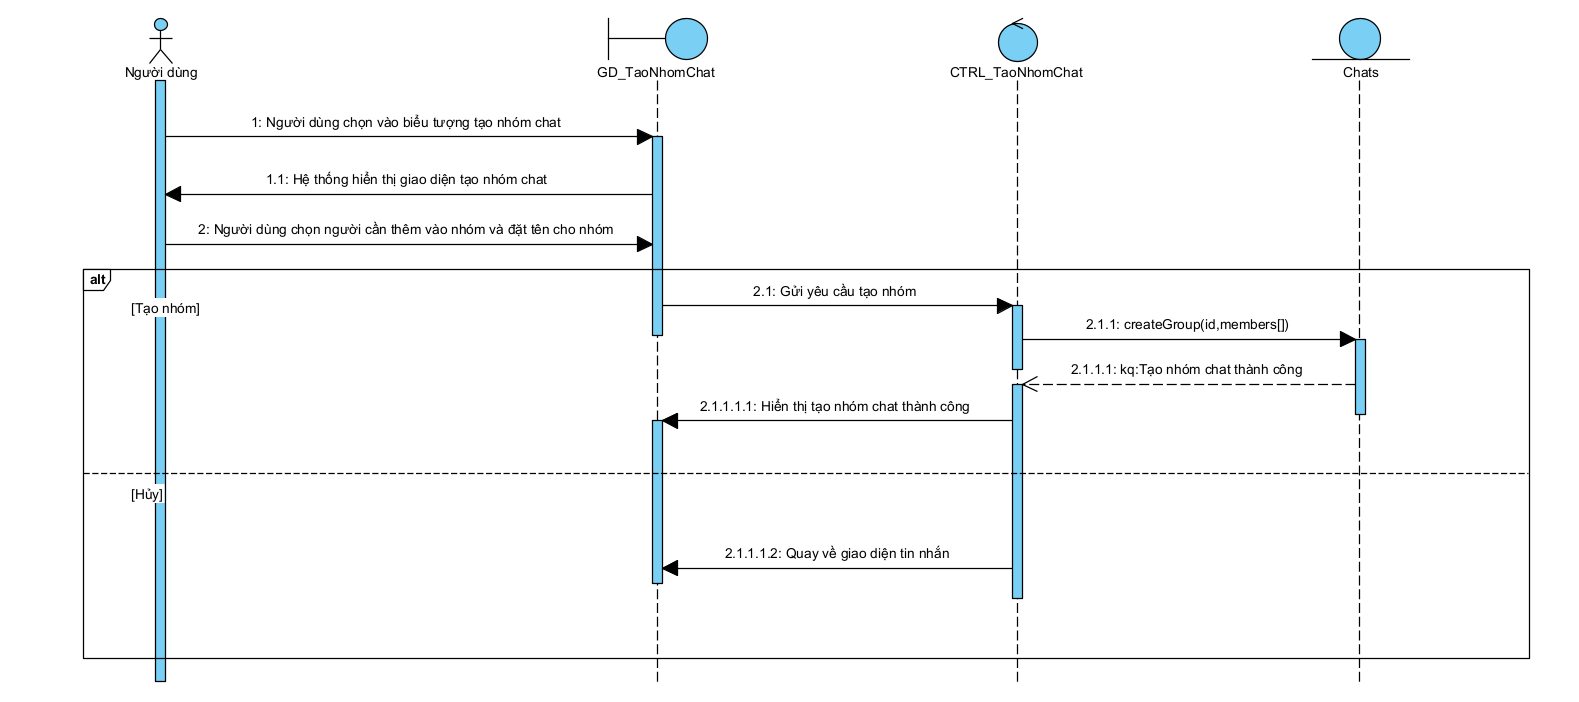 Người dùng
GD_TaoNhomChat
CTRL_TaoNhomChat
Chats
1: Người dùng chọn vào biểu tượng tạo nhóm chat
1.1: Hệ thống hiển thị giao diện tạo nhóm chat
2: Người dùng chọn người cần thêm vào nhóm và đặt tên cho nhóm
alt
[Tạo nhóm]
2.1: Gửi yêu cầu tạo nhóm
2.1.1: createGroup(id,members[])
2.1.1.1: kq:Tạo nhóm chat thành công
2.1.1.1.1: Hiển thị tạo nhóm chat thành công
[Hủy]
2.1.1.1.2: Quay về giao diện tin nhắn